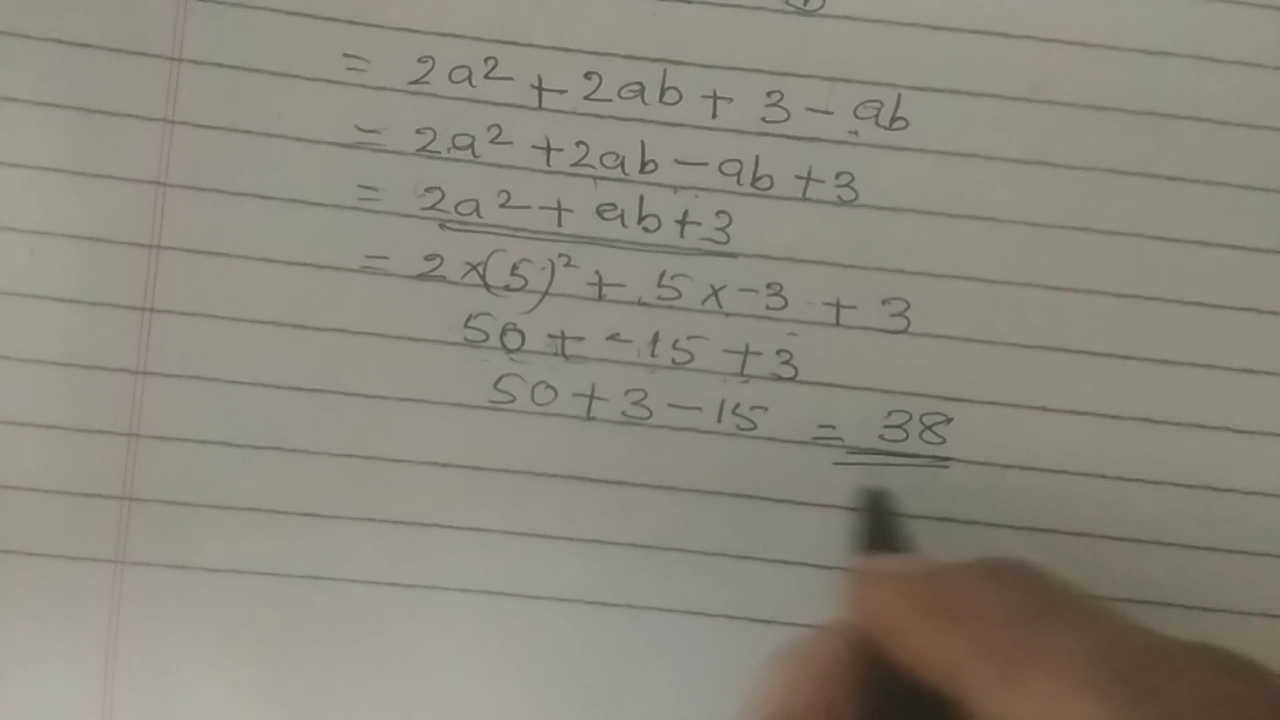 = 2a² + 2ab + 3 - ab
= 2a² + 2ab - ab + 3
= 2a² + ab + 3
= 2×(5)² + 5 × -3 + 3
50 + -15 + 3
50 + 3 - 15 = 38